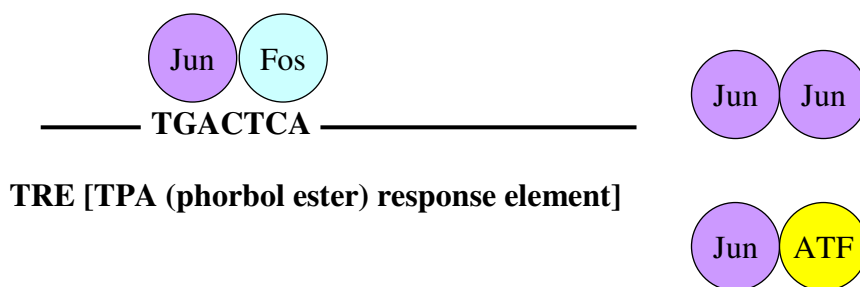 Jun Fos
TGACTCA
Jun Jun
TRE [TPA (phorbol ester) response element]
Jun ATF